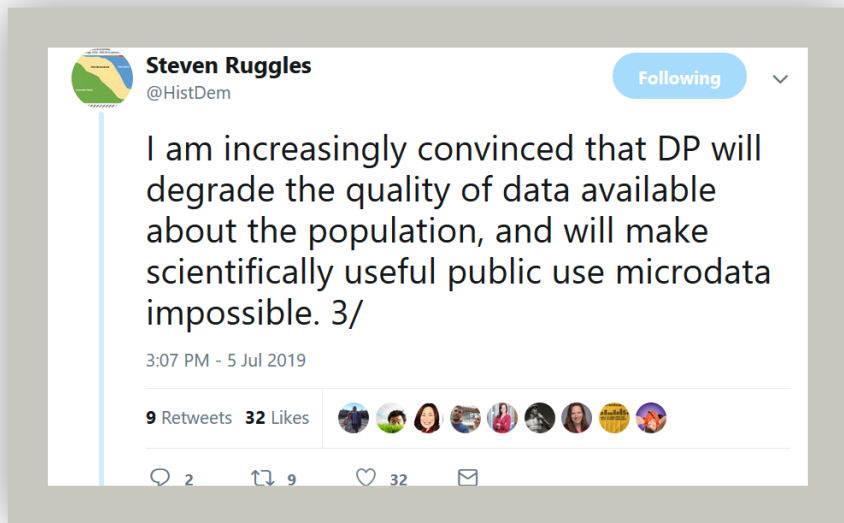 Steven Ruggles
@HistDem
Following
I am increasingly convinced that DP will
degrade the quality of data available
about the population, and will make
scientifically useful public use microdata
impossible. 3/
3:07 PM - 5 Jul 2019
9 Retweets 32 Likes
2 9 32